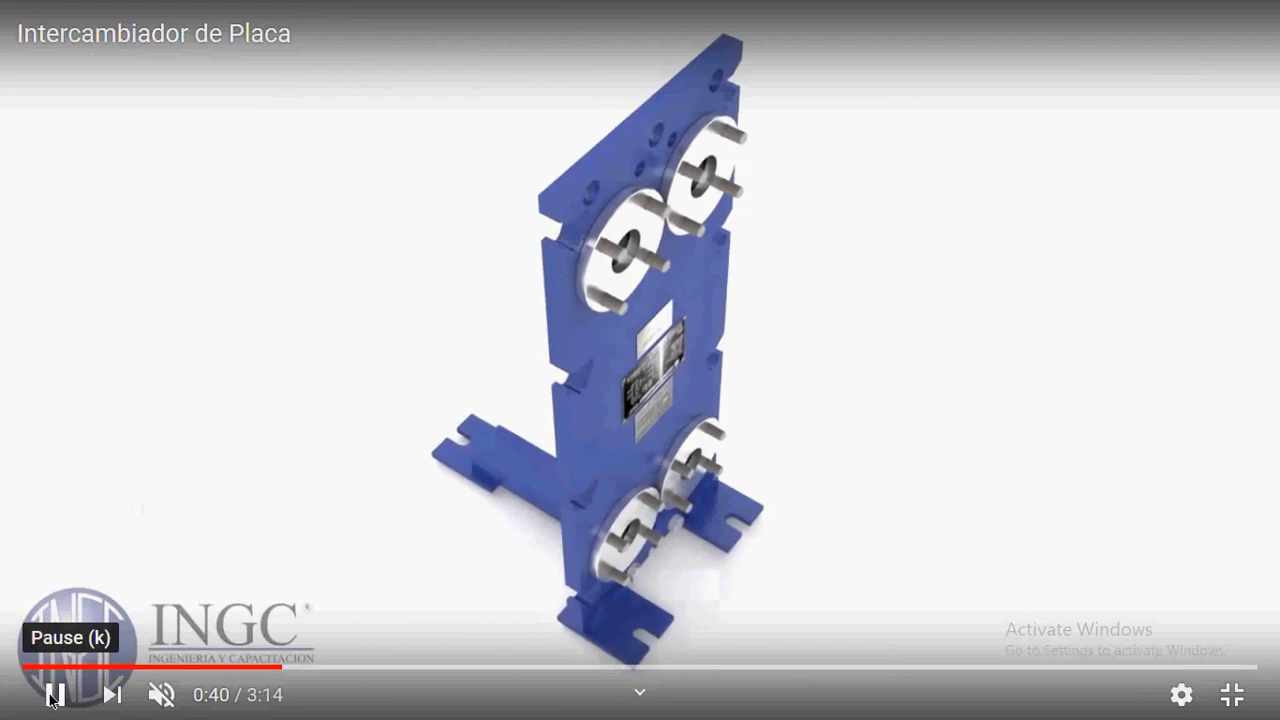 Intercambiador de Placa
INGC®
INGENIERIA Y CAPACITACION
Pause (k)
Activate Windows
Go to Settings to activate Windows.
0:40 / 3:14